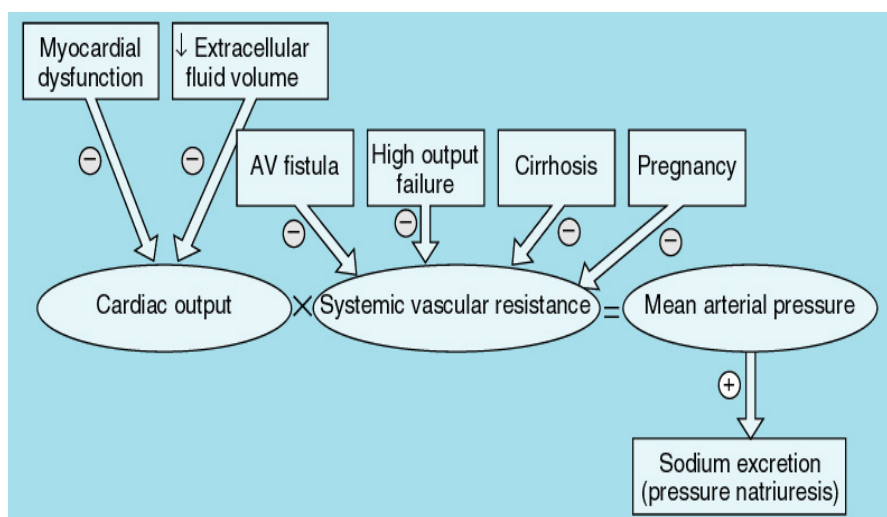 Myocardial
dysfunction
↓ Extracellular
fluid volume
−
−
AV fistula
High output
failure
Cirrhosis
Pregnancy
−
−
−
−
Cardiac output
×
Systemic vascular resistance
=
Mean arterial pressure
+
Sodium excretion
(pressure natriuresis)